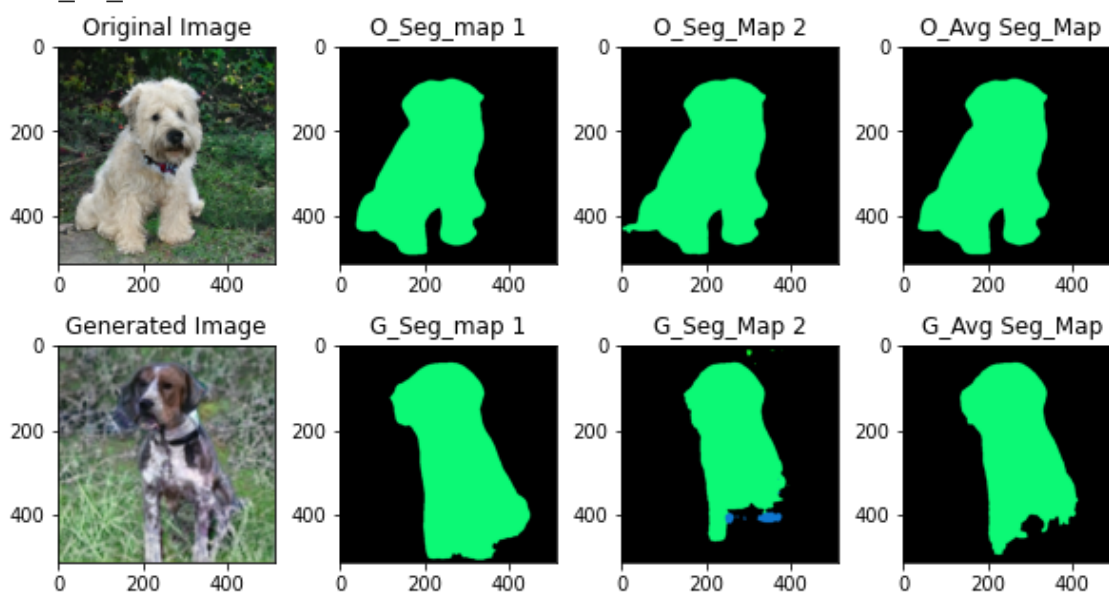 Original Image O_Seg_map 1 O_Seg_Map 2 O_Avg Seg_Map
0 0 0 0
200 200 200 200
400 400 400 400
0 200 400 0 200 400 0 200 400 0 200 400
Generated Image G_Seg_map 1 G_Seg_Map 2 G_Avg Seg_Map
0 0 0 0
200 200 200 200
400 400 400 400
0 200 400 0 200 400 0 200 400 0 200 400